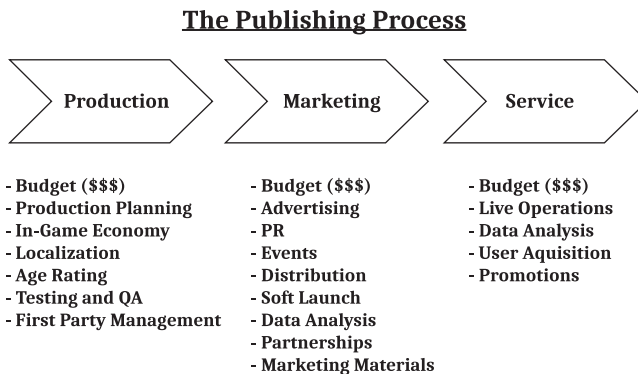 The Publishing Process
Production
Marketing
Service
- Budget ($$$)
- Production Planning
- In-Game Economy
- Localization
- Age Rating
- Testing and QA
- First Party Management
- Budget ($$$)
- Advertising
- PR
- Events
- Distribution
- Soft Launch
- Data Analysis
- Partnerships
- Marketing Materials
- Budget ($$$)
- Live Operations
- Data Analysis
- User Aquisition
- Promotions